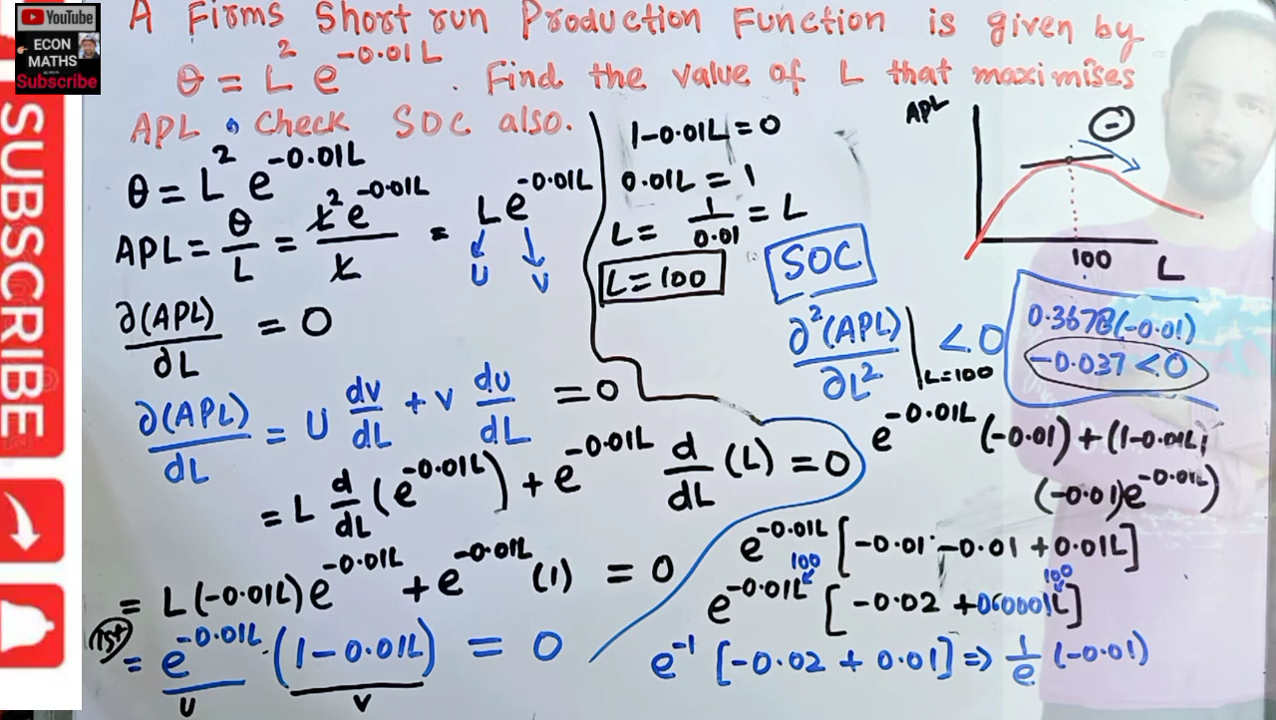 YouTube
ECON
MATHS
Subscribe
SUBSCRIBE
A Firms Short run Production Function is given by
θ = L² e^-0.01L . Find the value of L that maximises
APL. Check SOC also.
θ = L² e^-0.01L
APL = θ/L = L² e^-0.01L / L = L e^-0.01L
U V
∂(APL)/∂L = 0
∂(APL)/∂L = U dv/dL + V du/dL = 0
= L d/dL (e^-0.01L) + e^-0.01L d/dL (L) = 0
= L(-0.01L) e^-0.01L + e^-0.01L (1) = 0
1st = e^-0.01L · (1 - 0.01L) = 0
U V
1-0.01L = 0
0.01L = 1
L = 1/0.01 = L
L = 100
SOC
∂²(APL)/∂L² | L=100 < 0
APL
(-)
100 L
0.3678(-0.01)
-0.037 < 0
e^-0.01L (-0.01) + (1-0.01L)
(-0.01)e^-0.01L)
e^-0.01L [-0.01 -0.01 + 0.01L]
100 100
e^-0.01L [-0.02 + 0.0001L]
e^-1 [-0.02 + 0.01] => 1/e (-0.01)